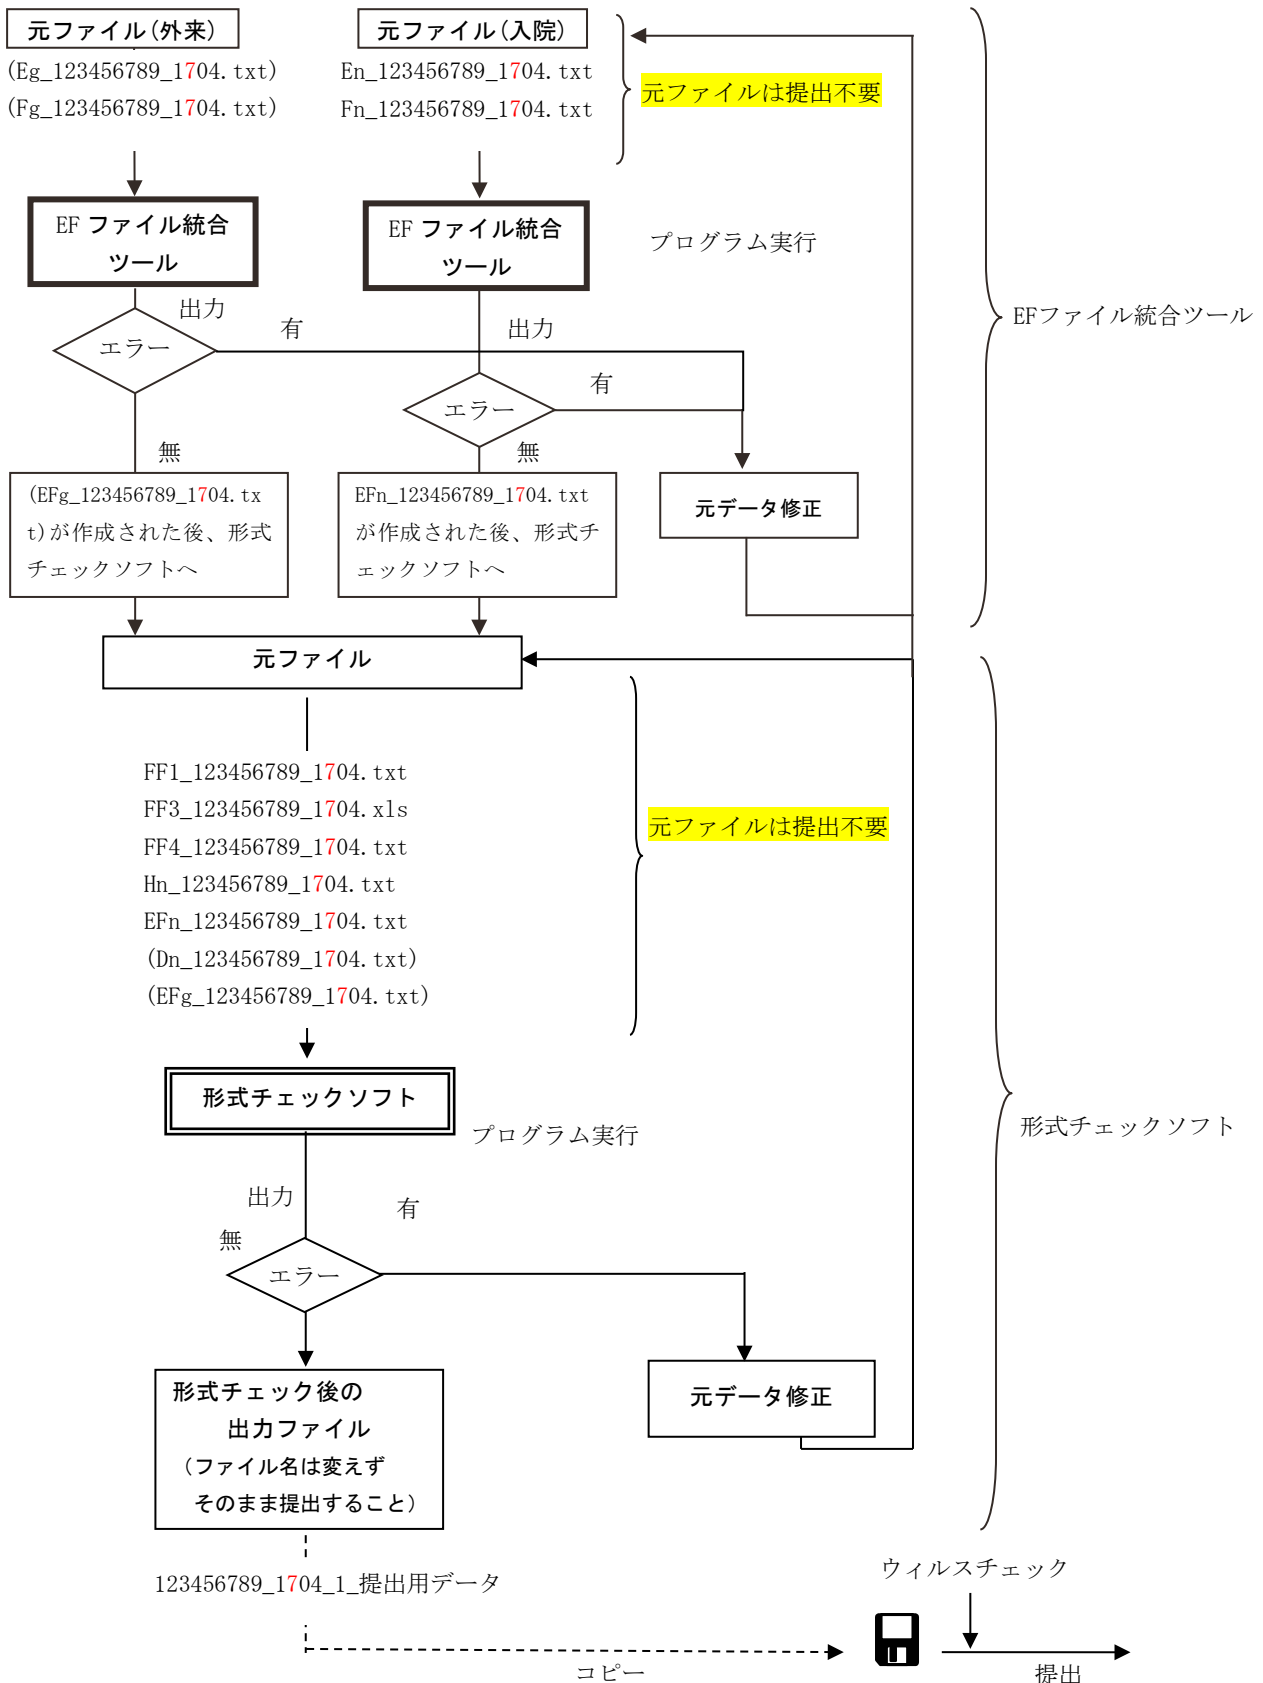 元ファイル(外来)
元ファイル(入院)
(Eg_123456789_1704.txt)
(Fg_123456789_1704.txt)
En_123456789_1704.txt
Fn_123456789_1704.txt
元ファイルは提出不要
EF ファイル統合
ツール
EF ファイル統合
ツール
プログラム実行
EFファイル統合ツール
出力
有
出力
エラー
有
エラー
無
無
(EFg_123456789_1704.tx
t)が作成された後、形式
チェックソフトへ
EFn_123456789_1704.txt
が作成された後、形式チ
ェックソフトへ
元データ修正
元ファイル
FF1_123456789_1704.txt
FF3_123456789_1704.xls
FF4_123456789_1704.txt
Hn_123456789_1704.txt
EFn_123456789_1704.txt
(Dn_123456789_1704.txt)
(EFg_123456789_1704.txt)
元ファイルは提出不要
形式チェックソフト
プログラム実行
形式チェックソフト
出力
有
無
エラー
形式チェック後の
出力ファイル
(ファイル名は変えず
そのまま提出すること)
元データ修正
123456789_1704_1_提出用データ
ウィルスチェック
コピー
提出